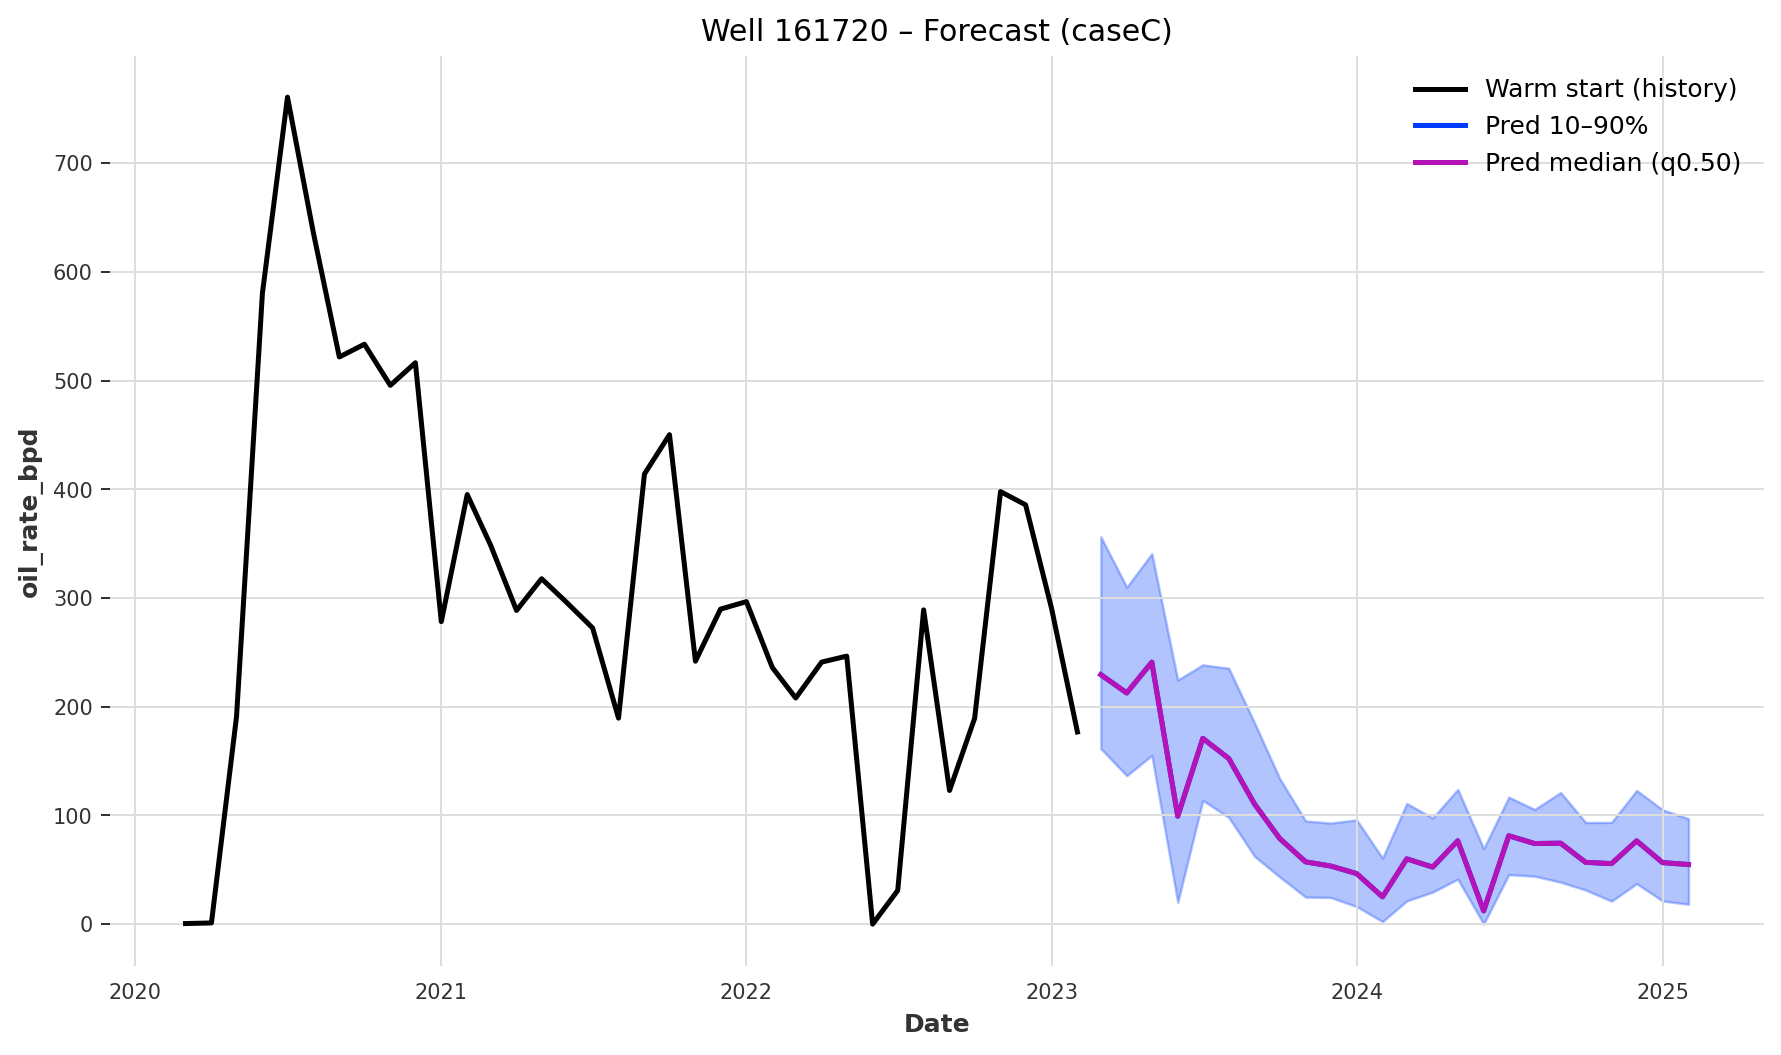 Well 161720 – Forecast (caseC)
Warm start (history)
Pred 10–90%
Pred median (q0.50)
oil_rate_bpd
700
600
500
400
300
200
100
0
2020 2021 2022 2023 2024 2025
Date